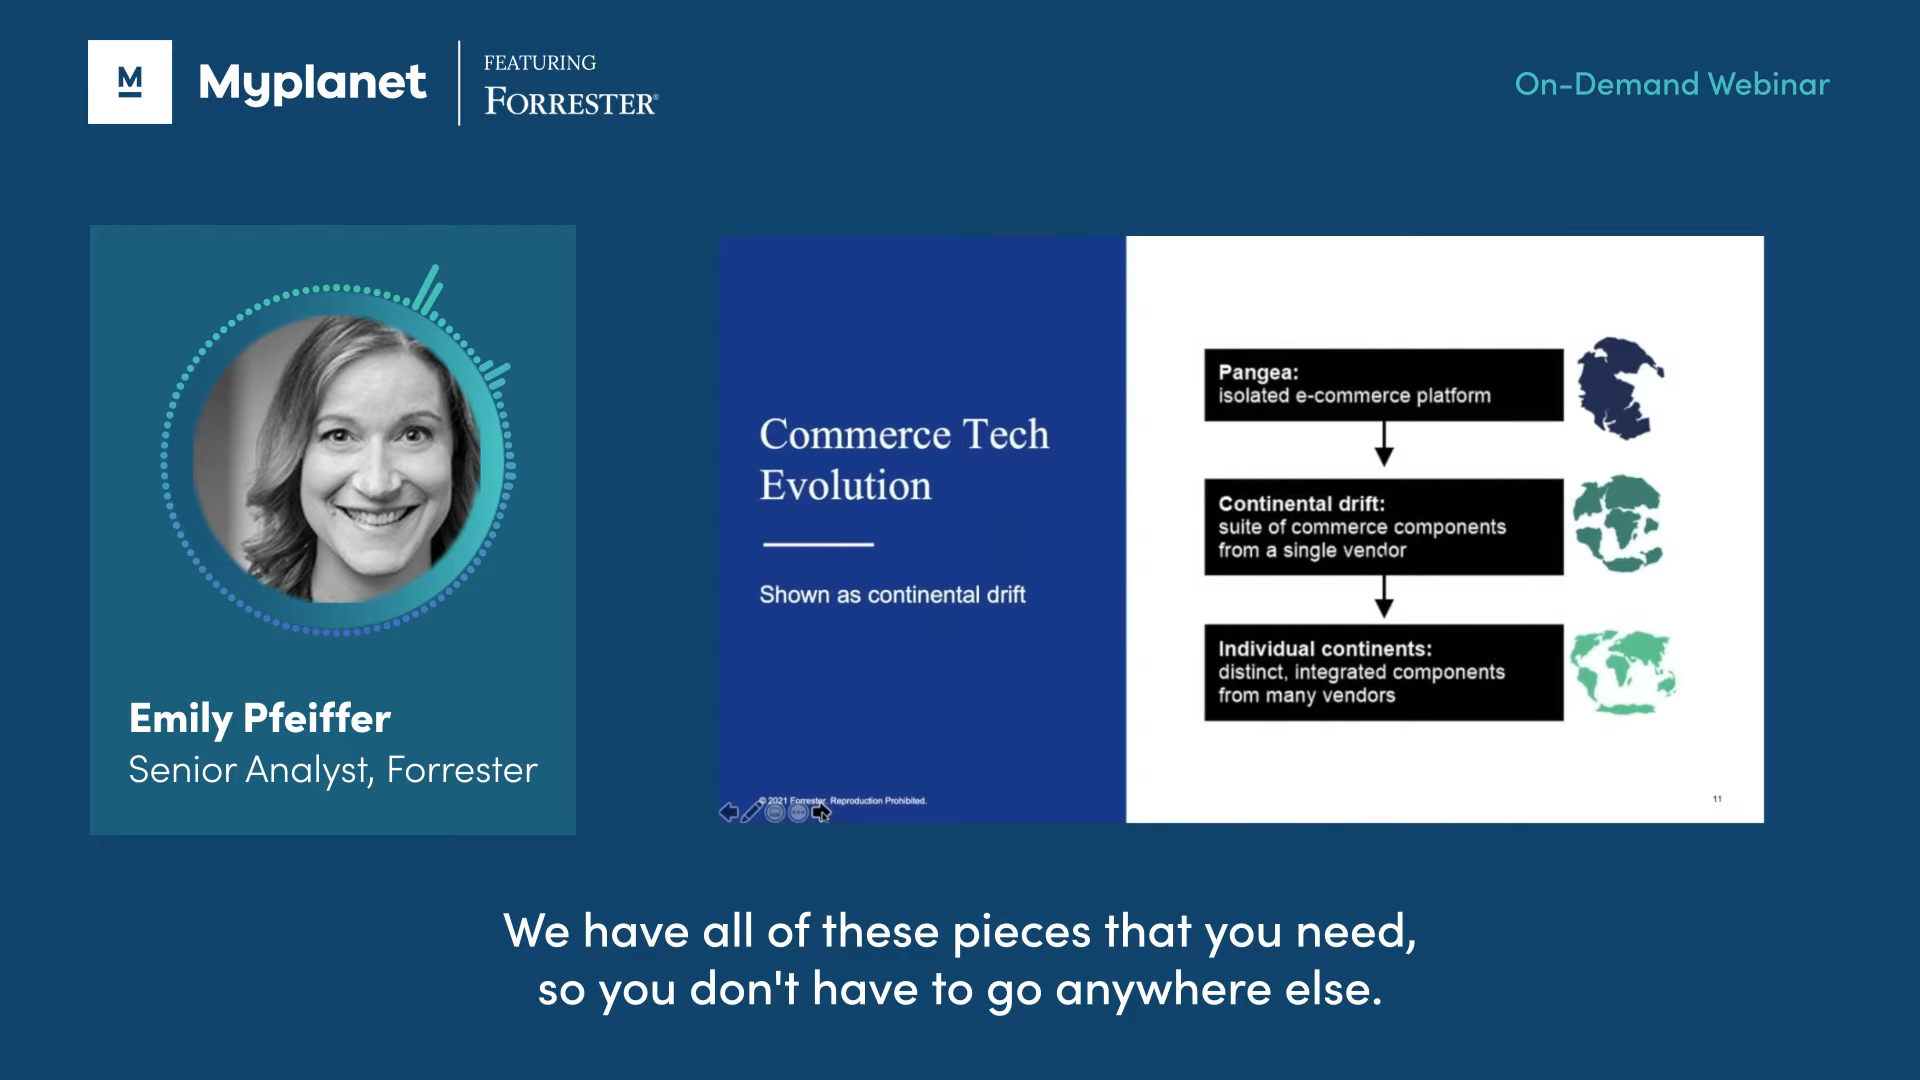 M
Myplanet
FEATURING
FORRESTER®
On-Demand Webinar
Emily Pfeiffer
Senior Analyst, Forrester
Commerce Tech
Evolution
Shown as continental drift
© 2021 Forrester. Reproduction Prohibited.
Pangea:
isolated e-commerce platform
Continental drift:
suite of commerce components
from a single vendor
Individual continents:
distinct, integrated components
from many vendors
11
We have all of these pieces that you need,
so you don't have to go anywhere else.